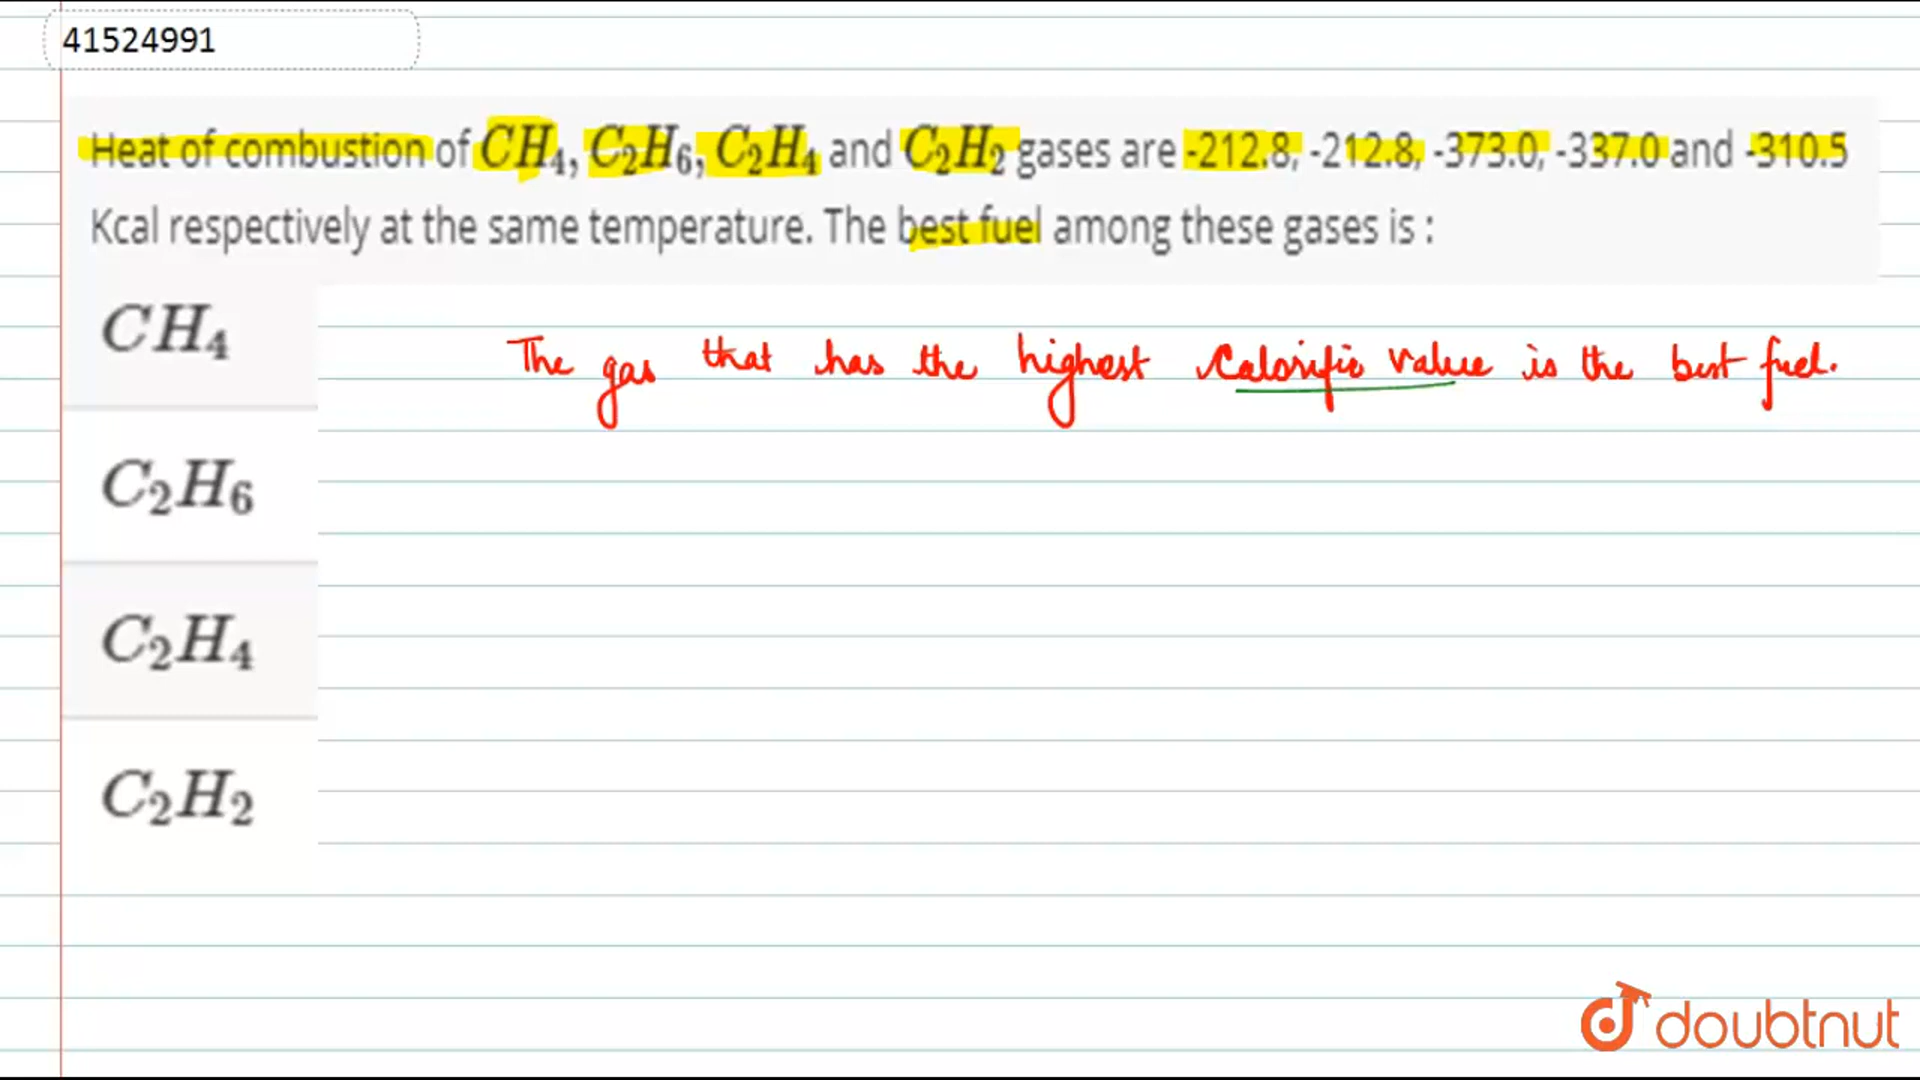 41524991
Heat of combustion of CH₄, C₂H₆, C₂H₄ and C₂H₂ gases are -212.8, -212.8, -373.0, -337.0 and -310.5
Kcal respectively at the same temperature. The best fuel among these gases is :
CH₄
The gas that has the highest Calorific value is the best fuel.
C₂H₆
C₂H₄
C₂H₂
doubtnut